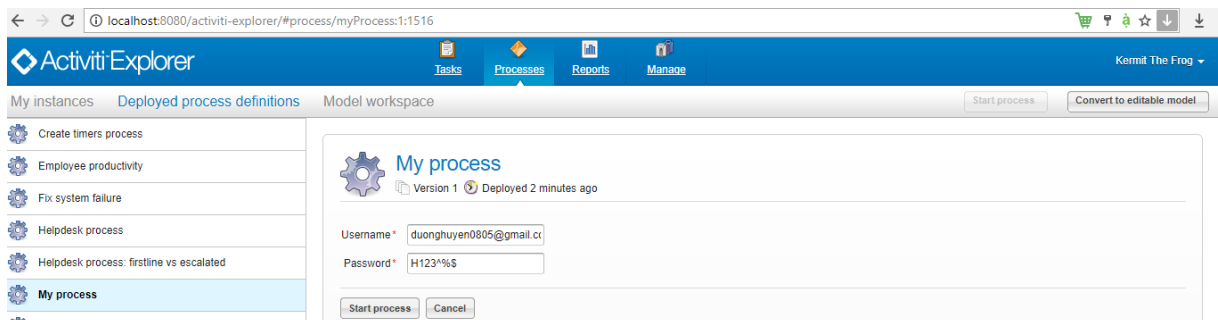 localhost:8080/activiti-explorer/#process/myProcess:1:1516
Activiti Explorer
Tasks Processes Reports Manage
Kermit The Frog
My instances Deployed process definitions Model workspace
Start process Convert to editable model
Create timers process
Employee productivity
Fix system failure
Helpdesk process
Helpdesk process: firstline vs escalated
My process
My process
Version 1 Deployed 2 minutes ago
Username* duonghuyen0805@gmail.co
Password* H123^%$
Start process Cancel